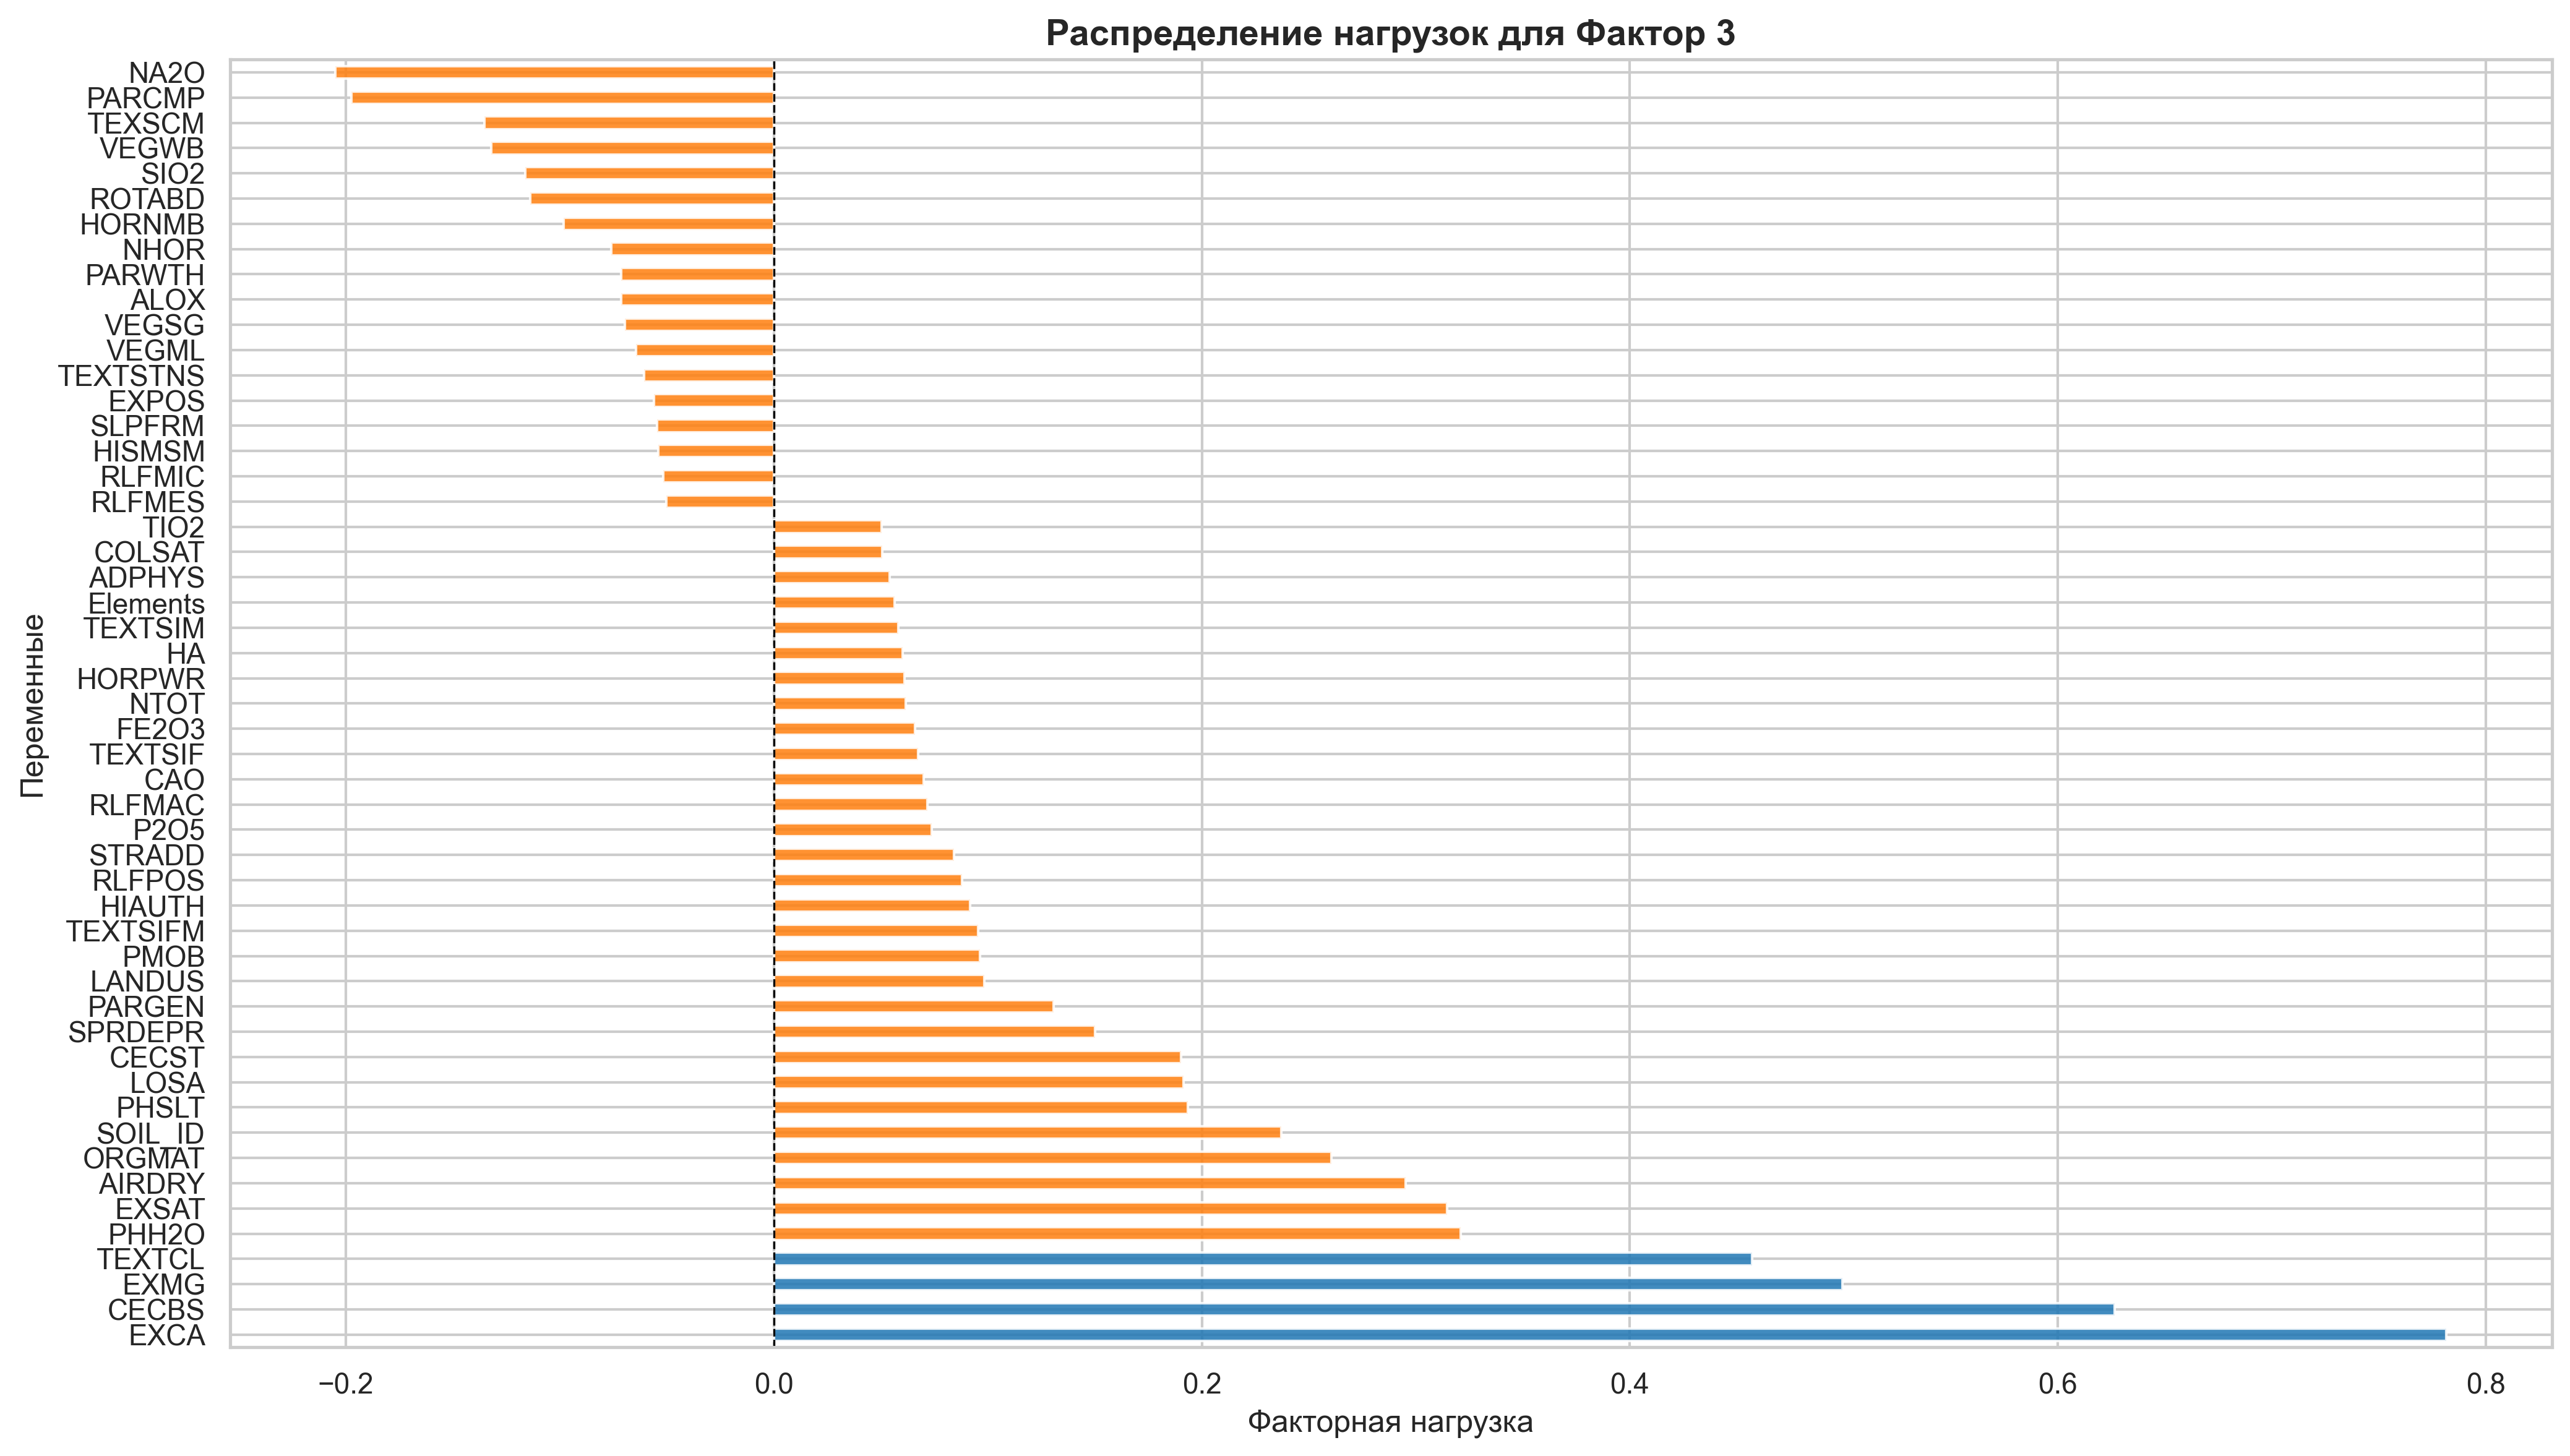 Распределение нагрузок для Фактор 3
NA2O
PARCMP
TEXSCM
VEGWB
SIO2
ROTABD
HORNMB
NHOR
PARWTH
ALOX
VEGSG
VEGML
TEXTSTNS
EXPOS
SLPFRM
HISMSM
RLFMIC
RLFMES
TIO2
COLSAT
ADPHYS
Elements
TEXTSIM
HA
HORPWR
NTOT
FE2O3
TEXTSIF
CAO
RLFMAC
P2O5
STRADD
RLFPOS
HIAUTH
TEXTSIFM
PMOB
LANDUS
PARGEN
SPRDEPR
CECST
LOSA
PHSLT
SOIL_ID
ORGMAT
AIRDRY
EXSAT
PHH2O
TEXTCL
EXMG
CECBS
EXCA
Переменные
−0.2 0.0 0.2 0.4 0.6 0.8
Факторная нагрузка